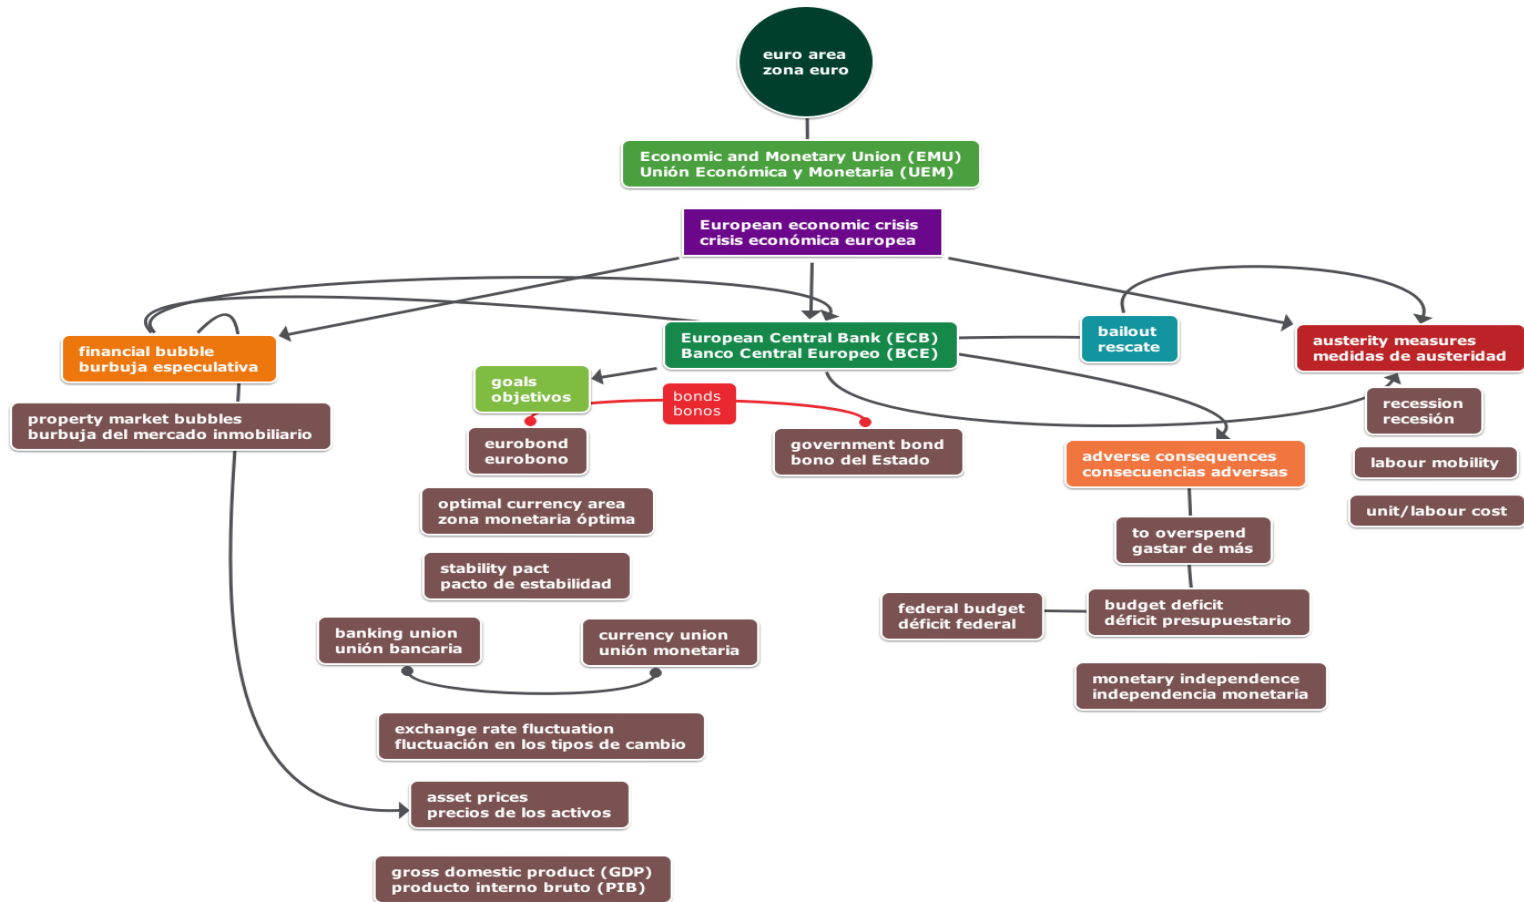 euro area
zona euro
Economic and Monetary Union (EMU)
Unión Económica y Monetaria (UEM)
European economic crisis
crisis económica europea
financial bubble
burbuja especulativa
European Central Bank (ECB)
Banco Central Europeo (BCE)
bailout
rescate
austerity measures
medidas de austeridad
goals
objetivos
bonds
bonos
property market bubbles
burbuja del mercado inmobiliario
recession
recesión
eurobond
eurobono
government bond
bono del Estado
adverse consequences
consecuencias adversas
labour mobility
optimal currency area
zona monetaria óptima
unit/labour cost
to overspend
gastar de más
stability pact
pacto de estabilidad
federal budget
déficit federal
budget deficit
déficit presupuestario
banking union
unión bancaria
currency union
unión monetaria
monetary independence
independencia monetaria
exchange rate fluctuation
fluctuación en los tipos de cambio
asset prices
precios de los activos
gross domestic product (GDP)
producto interno bruto (PIB)